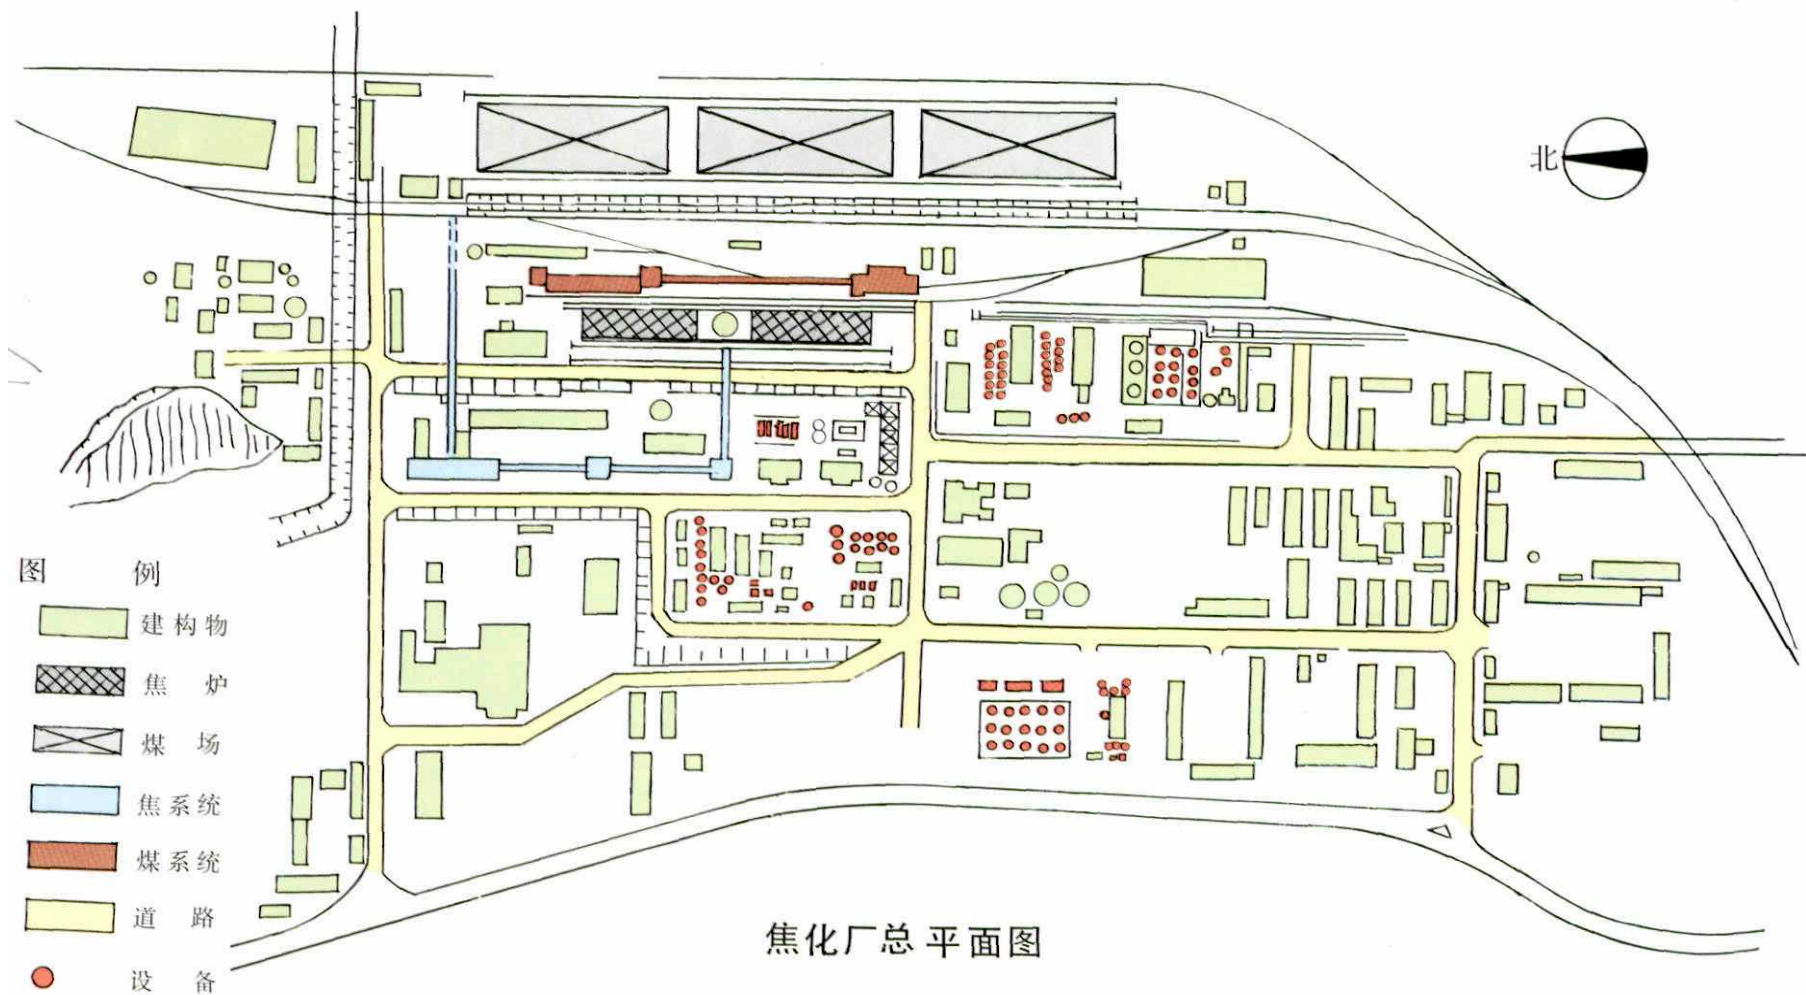 北
图例
建构物
焦炉
煤场
焦系统
煤系统
道路
设备
焦化厂总平面图